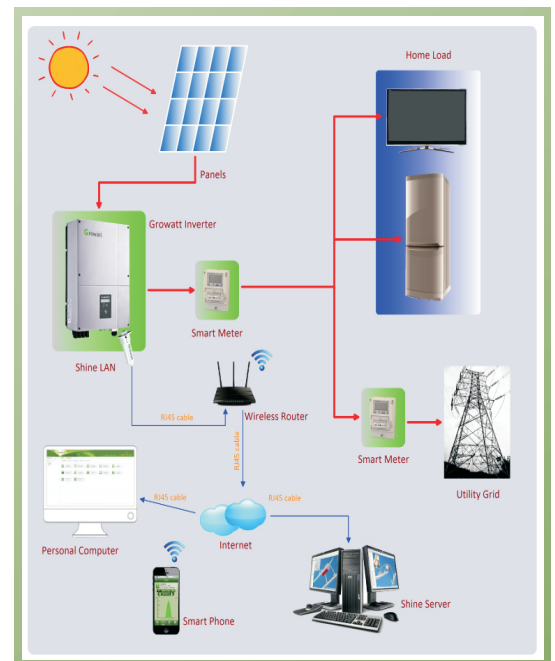 Home Load
Panels
Growatt Inverter
Smart Meter
Shine LAN
Wireless Router
RJ45 cable
RJ45 cable
Smart Meter
Utility Grid
RJ45 cable
RJ45 cable
Internet
Personal Computer
Shine Server
Smart Phone